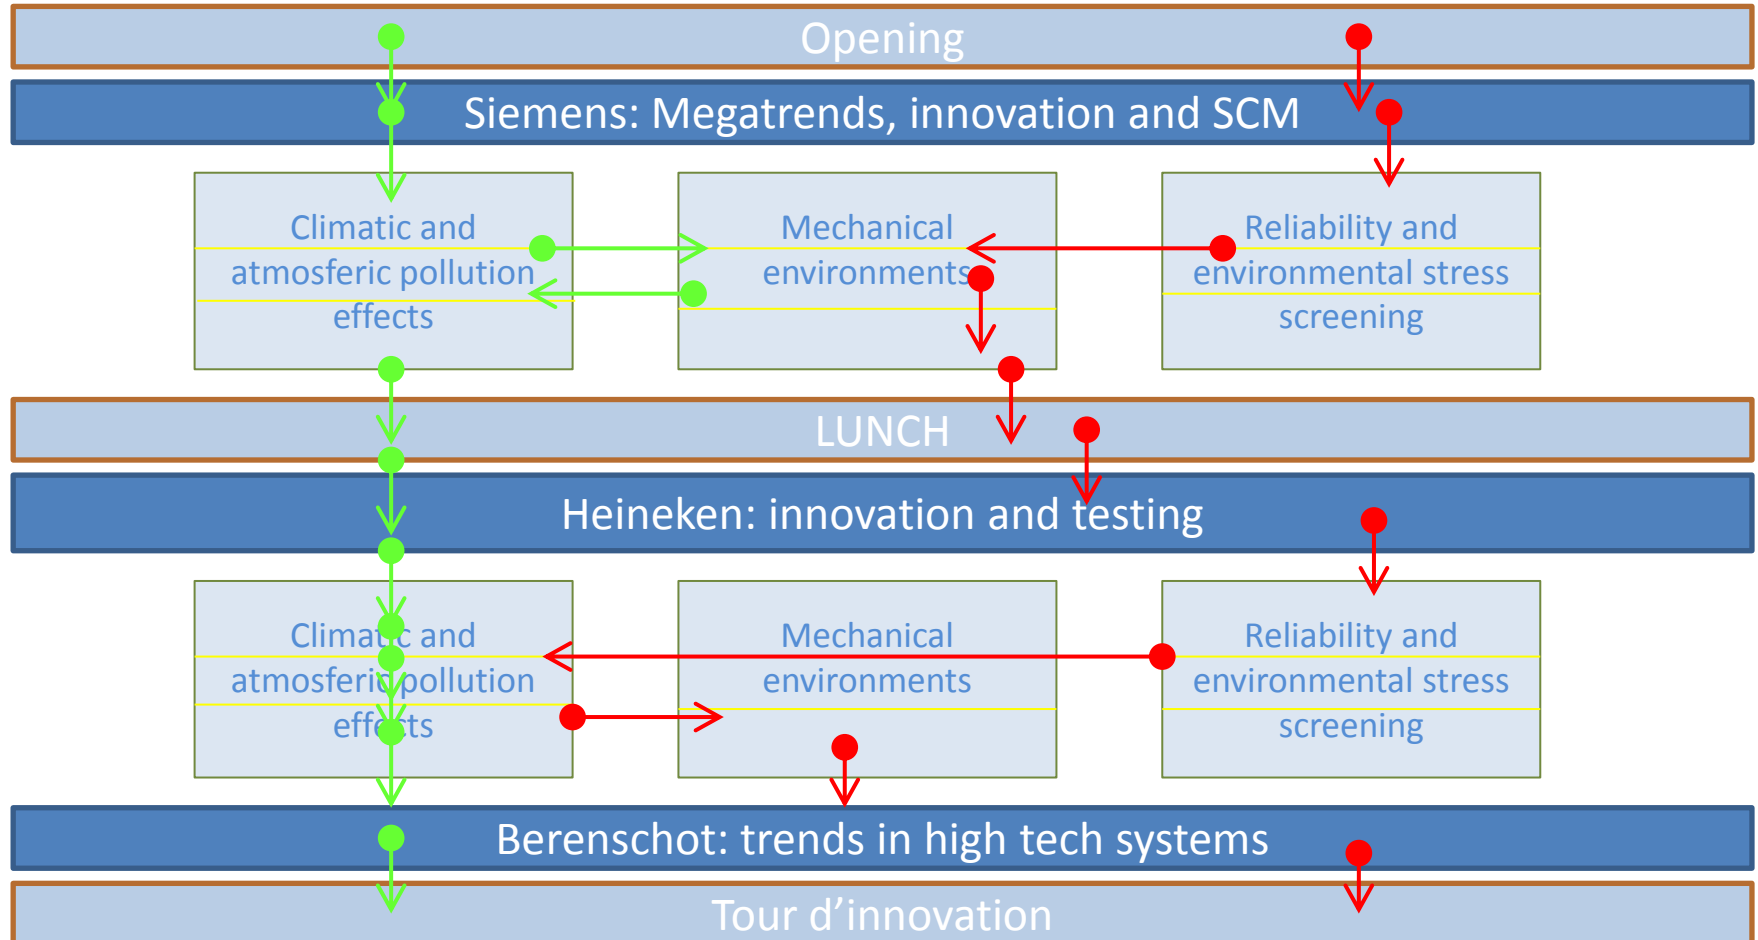 Opening
Siemens: Megatrends, innovation and SCM
Climatic and
atmosferic pollution
effects
Mechanical
environments
Reliability and
environmental stress
screening
LUNCH
Heineken: innovation and testing
Climatic and
atmosferic pollution
effects
Mechanical
environments
Reliability and
environmental stress
screening
Berenschot: trends in high tech systems
Tour d’innovation